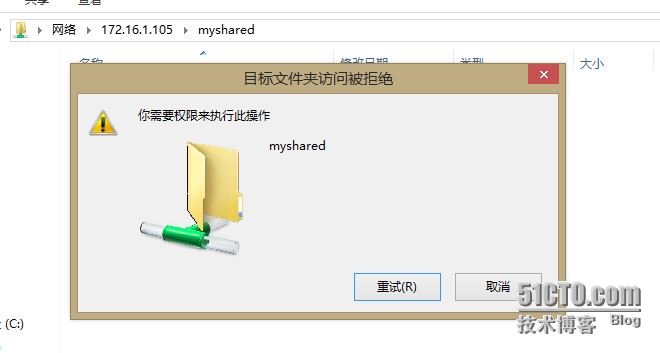 共享 查看
网络 172.16.1.105 myshared
名称 修改日期 类型 大小
目标文件夹访问被拒绝
你需要权限来执行此操作
myshared
重试(R) 取消
(C:)
51CTO.com
技术博客 Blog